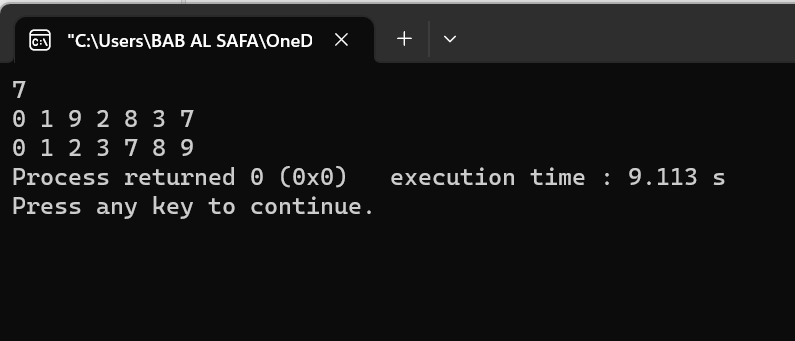 "C:\Users\BAB AL SAFA\OneD
7
0 1 9 2 8 3 7
0 1 2 3 7 8 9
Process returned 0 (0x0)   execution time : 9.113 s
Press any key to continue.